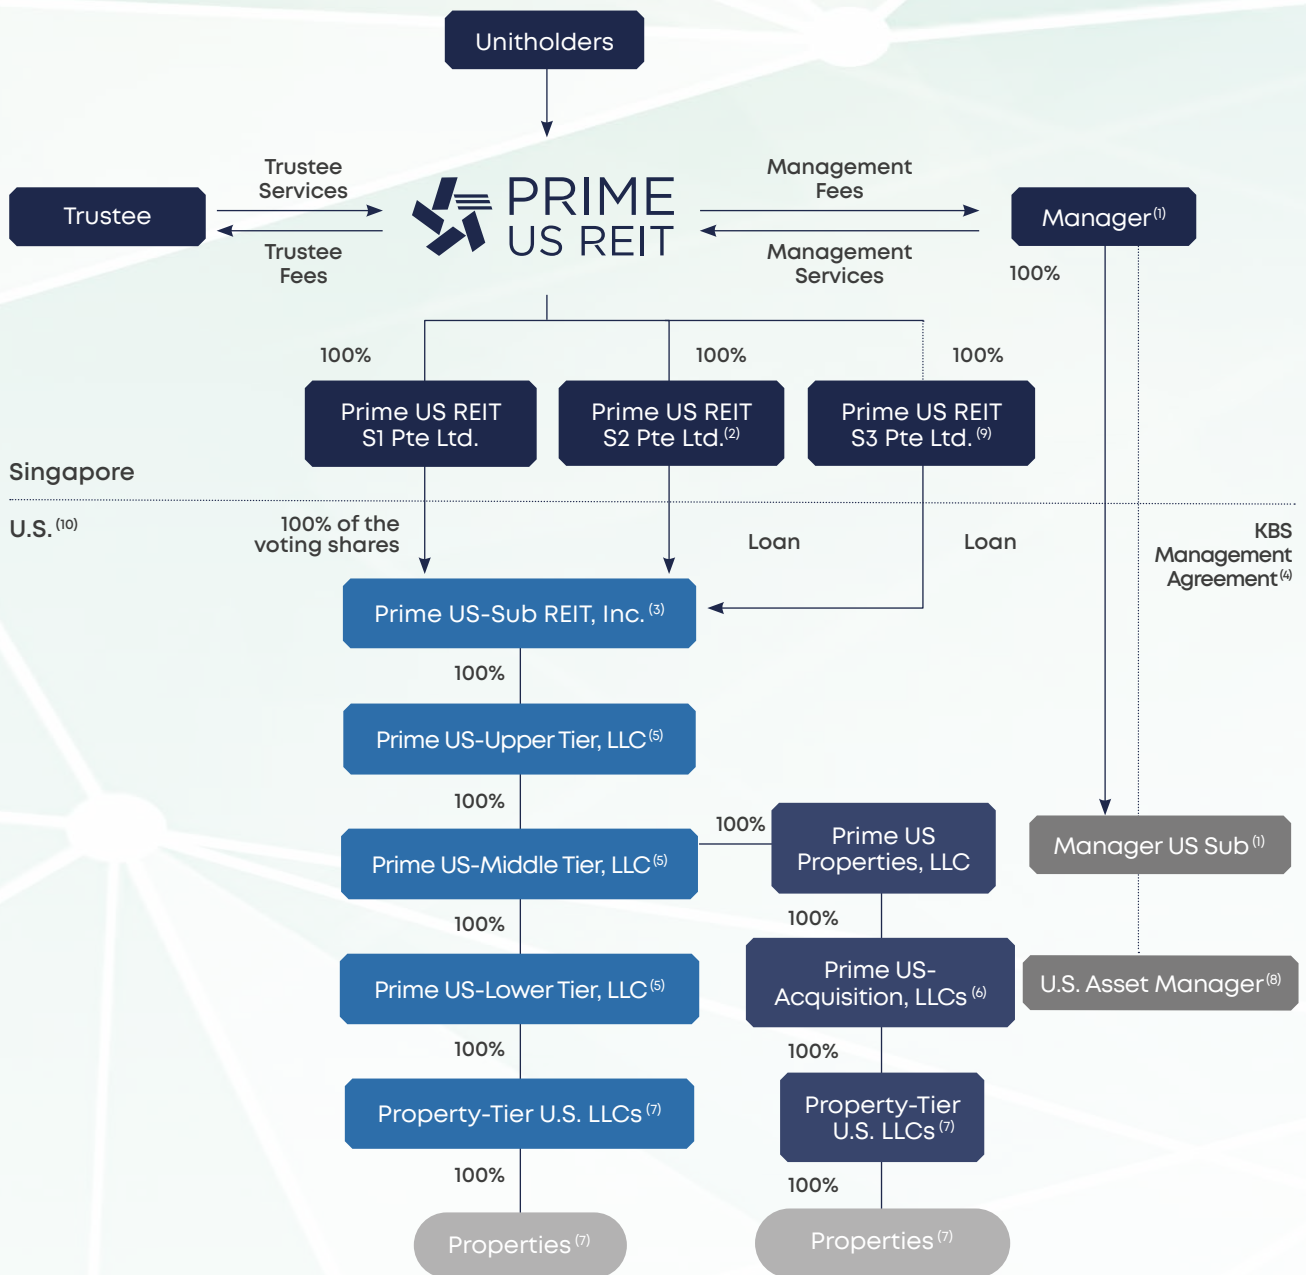 Unitholders
Trustee
Services
Management
Fees
Trustee
PRIME
US REIT
Manager(1)
Trustee
Fees
Management
Services
100%
100%
100%
100%
Prime US REIT
S1 Pte Ltd.
Prime US REIT
S2 Pte Ltd.(2)
Prime US REIT
S3 Pte Ltd.(9)
Singapore
U.S.(10)
100% of the
voting shares
Loan
Loan
KBS
Management
Agreement(4)
Prime US-Sub REIT, Inc.(3)
100%
Prime US-Upper Tier, LLC(5)
100%
100%
Prime US-Middle Tier, LLC(5)
Prime US
Properties, LLC
Manager US Sub(1)
100%
100%
Prime US-Lower Tier, LLC(5)
Prime US-
Acquisition, LLCs(6)
U.S. Asset Manager(8)
100%
100%
Property-Tier U.S. LLCs(7)
Property-Tier
U.S. LLCs(7)
100%
100%
Properties(7)
Properties(7)